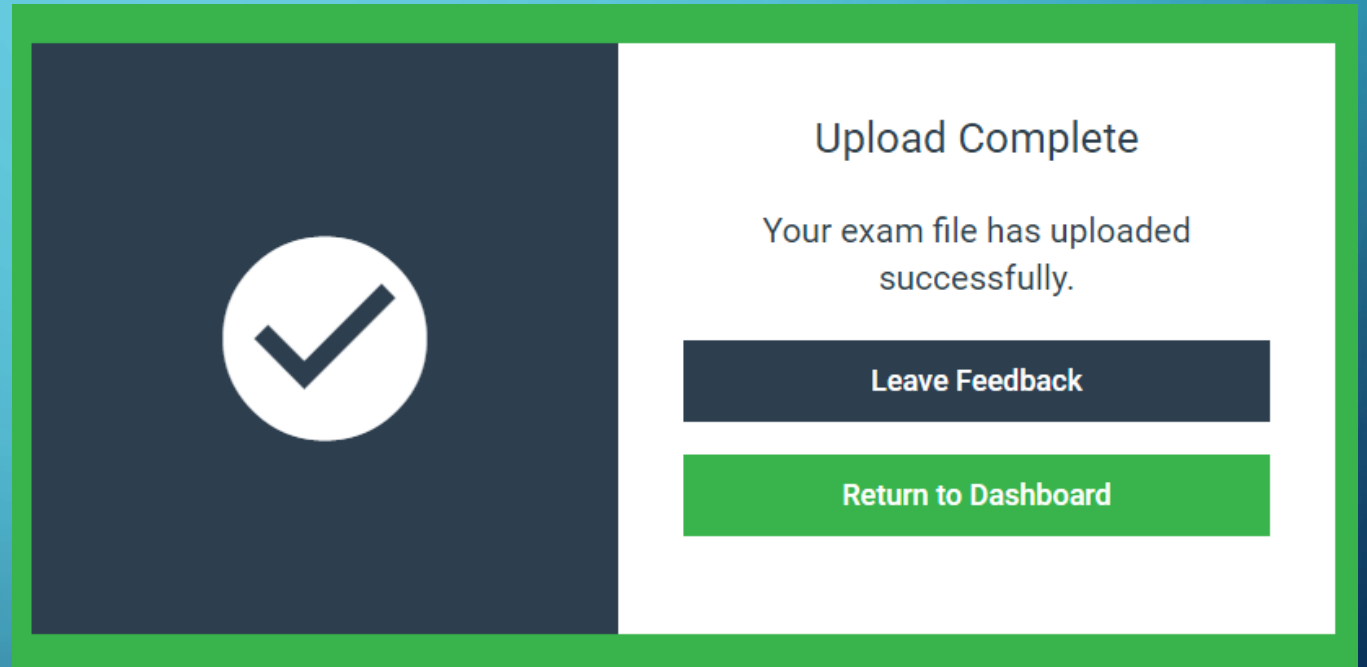 Upload Complete
Your exam file has uploaded
successfully.
Leave Feedback
Return to Dashboard